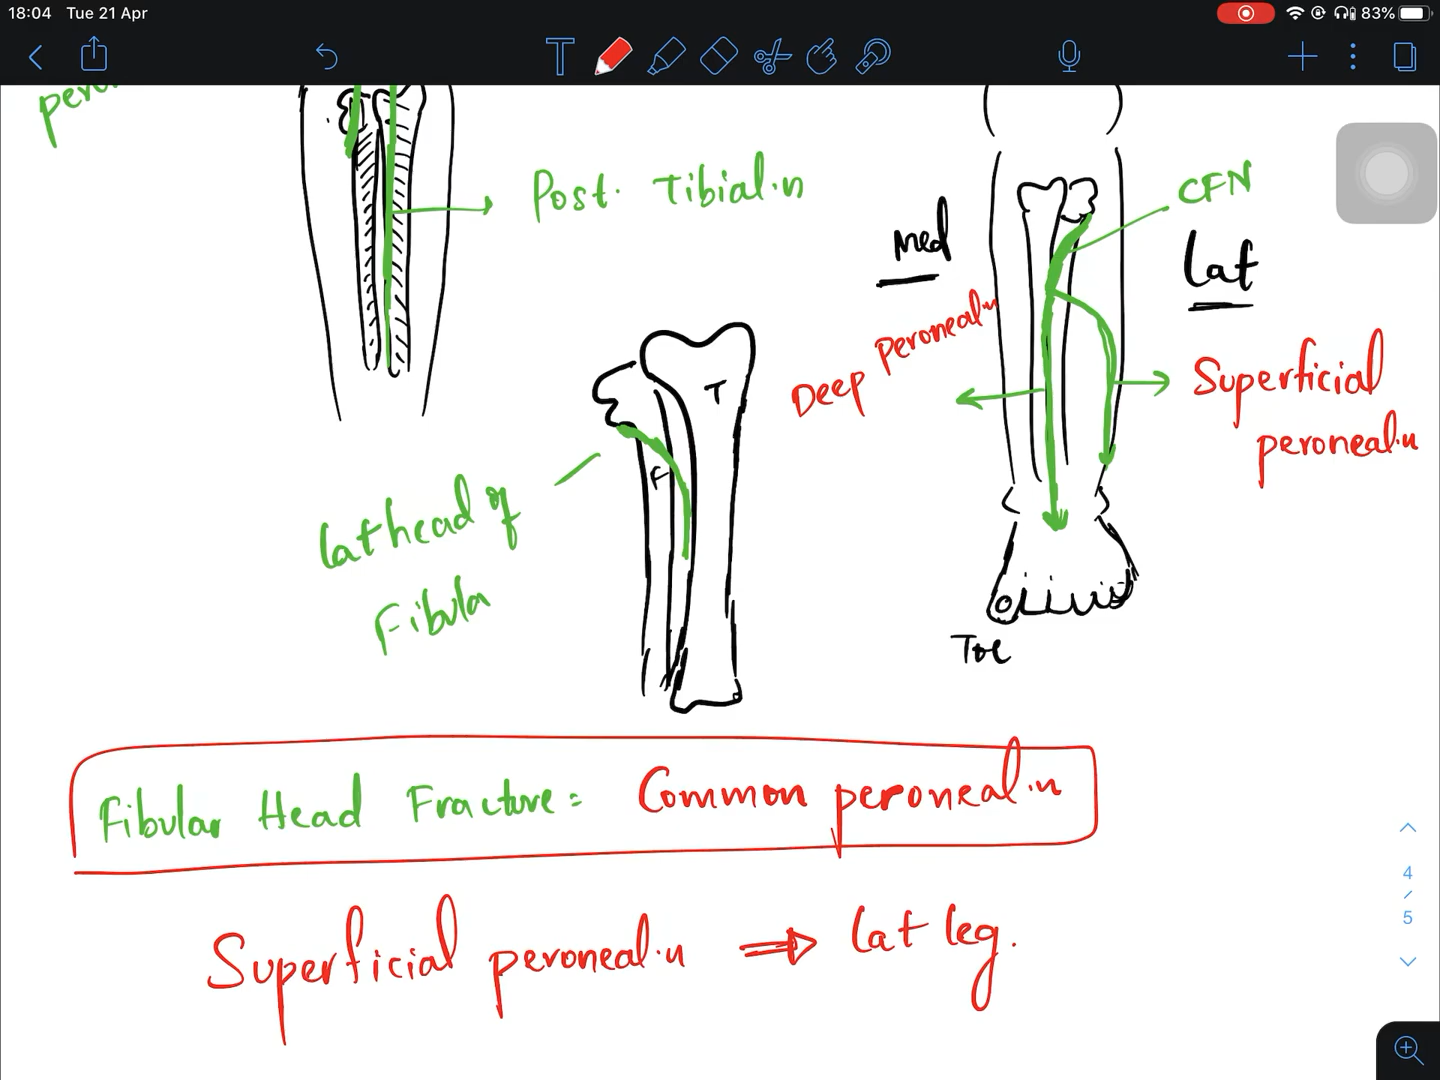 18:04 Tue 21 Apr
83%
T
Post. Tibial.n
CFN
Med
Lat
Deep peroneal.n
Superficial
peroneal.n
T
F
Lat head of
Fibula
Toe
Fibular Head Fracture = Common peroneal.n
4
/
5
Superficial peroneal.n ⇒ Lat leg.